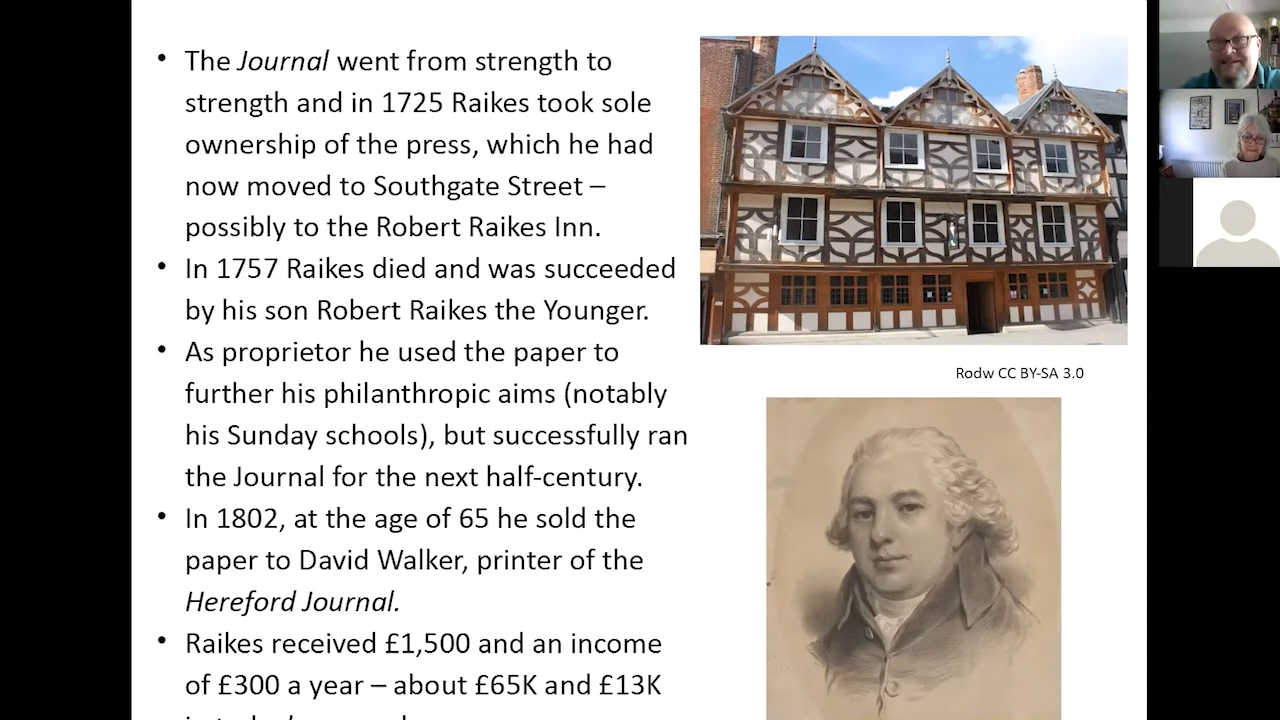 • The Journal went from strength to
strength and in 1725 Raikes took sole
ownership of the press, which he had
now moved to Southgate Street –
possibly to the Robert Raikes Inn.
• In 1757 Raikes died and was succeeded
by his son Robert Raikes the Younger.
• As proprietor he used the paper to
further his philanthropic aims (notably
his Sunday schools), but successfully ran
the Journal for the next half-century.
• In 1802, at the age of 65 he sold the
paper to David Walker, printer of the
Hereford Journal.
• Raikes received £1,500 and an income
of £300 a year – about £65K and £13K
Rodw CC BY-SA 3.0